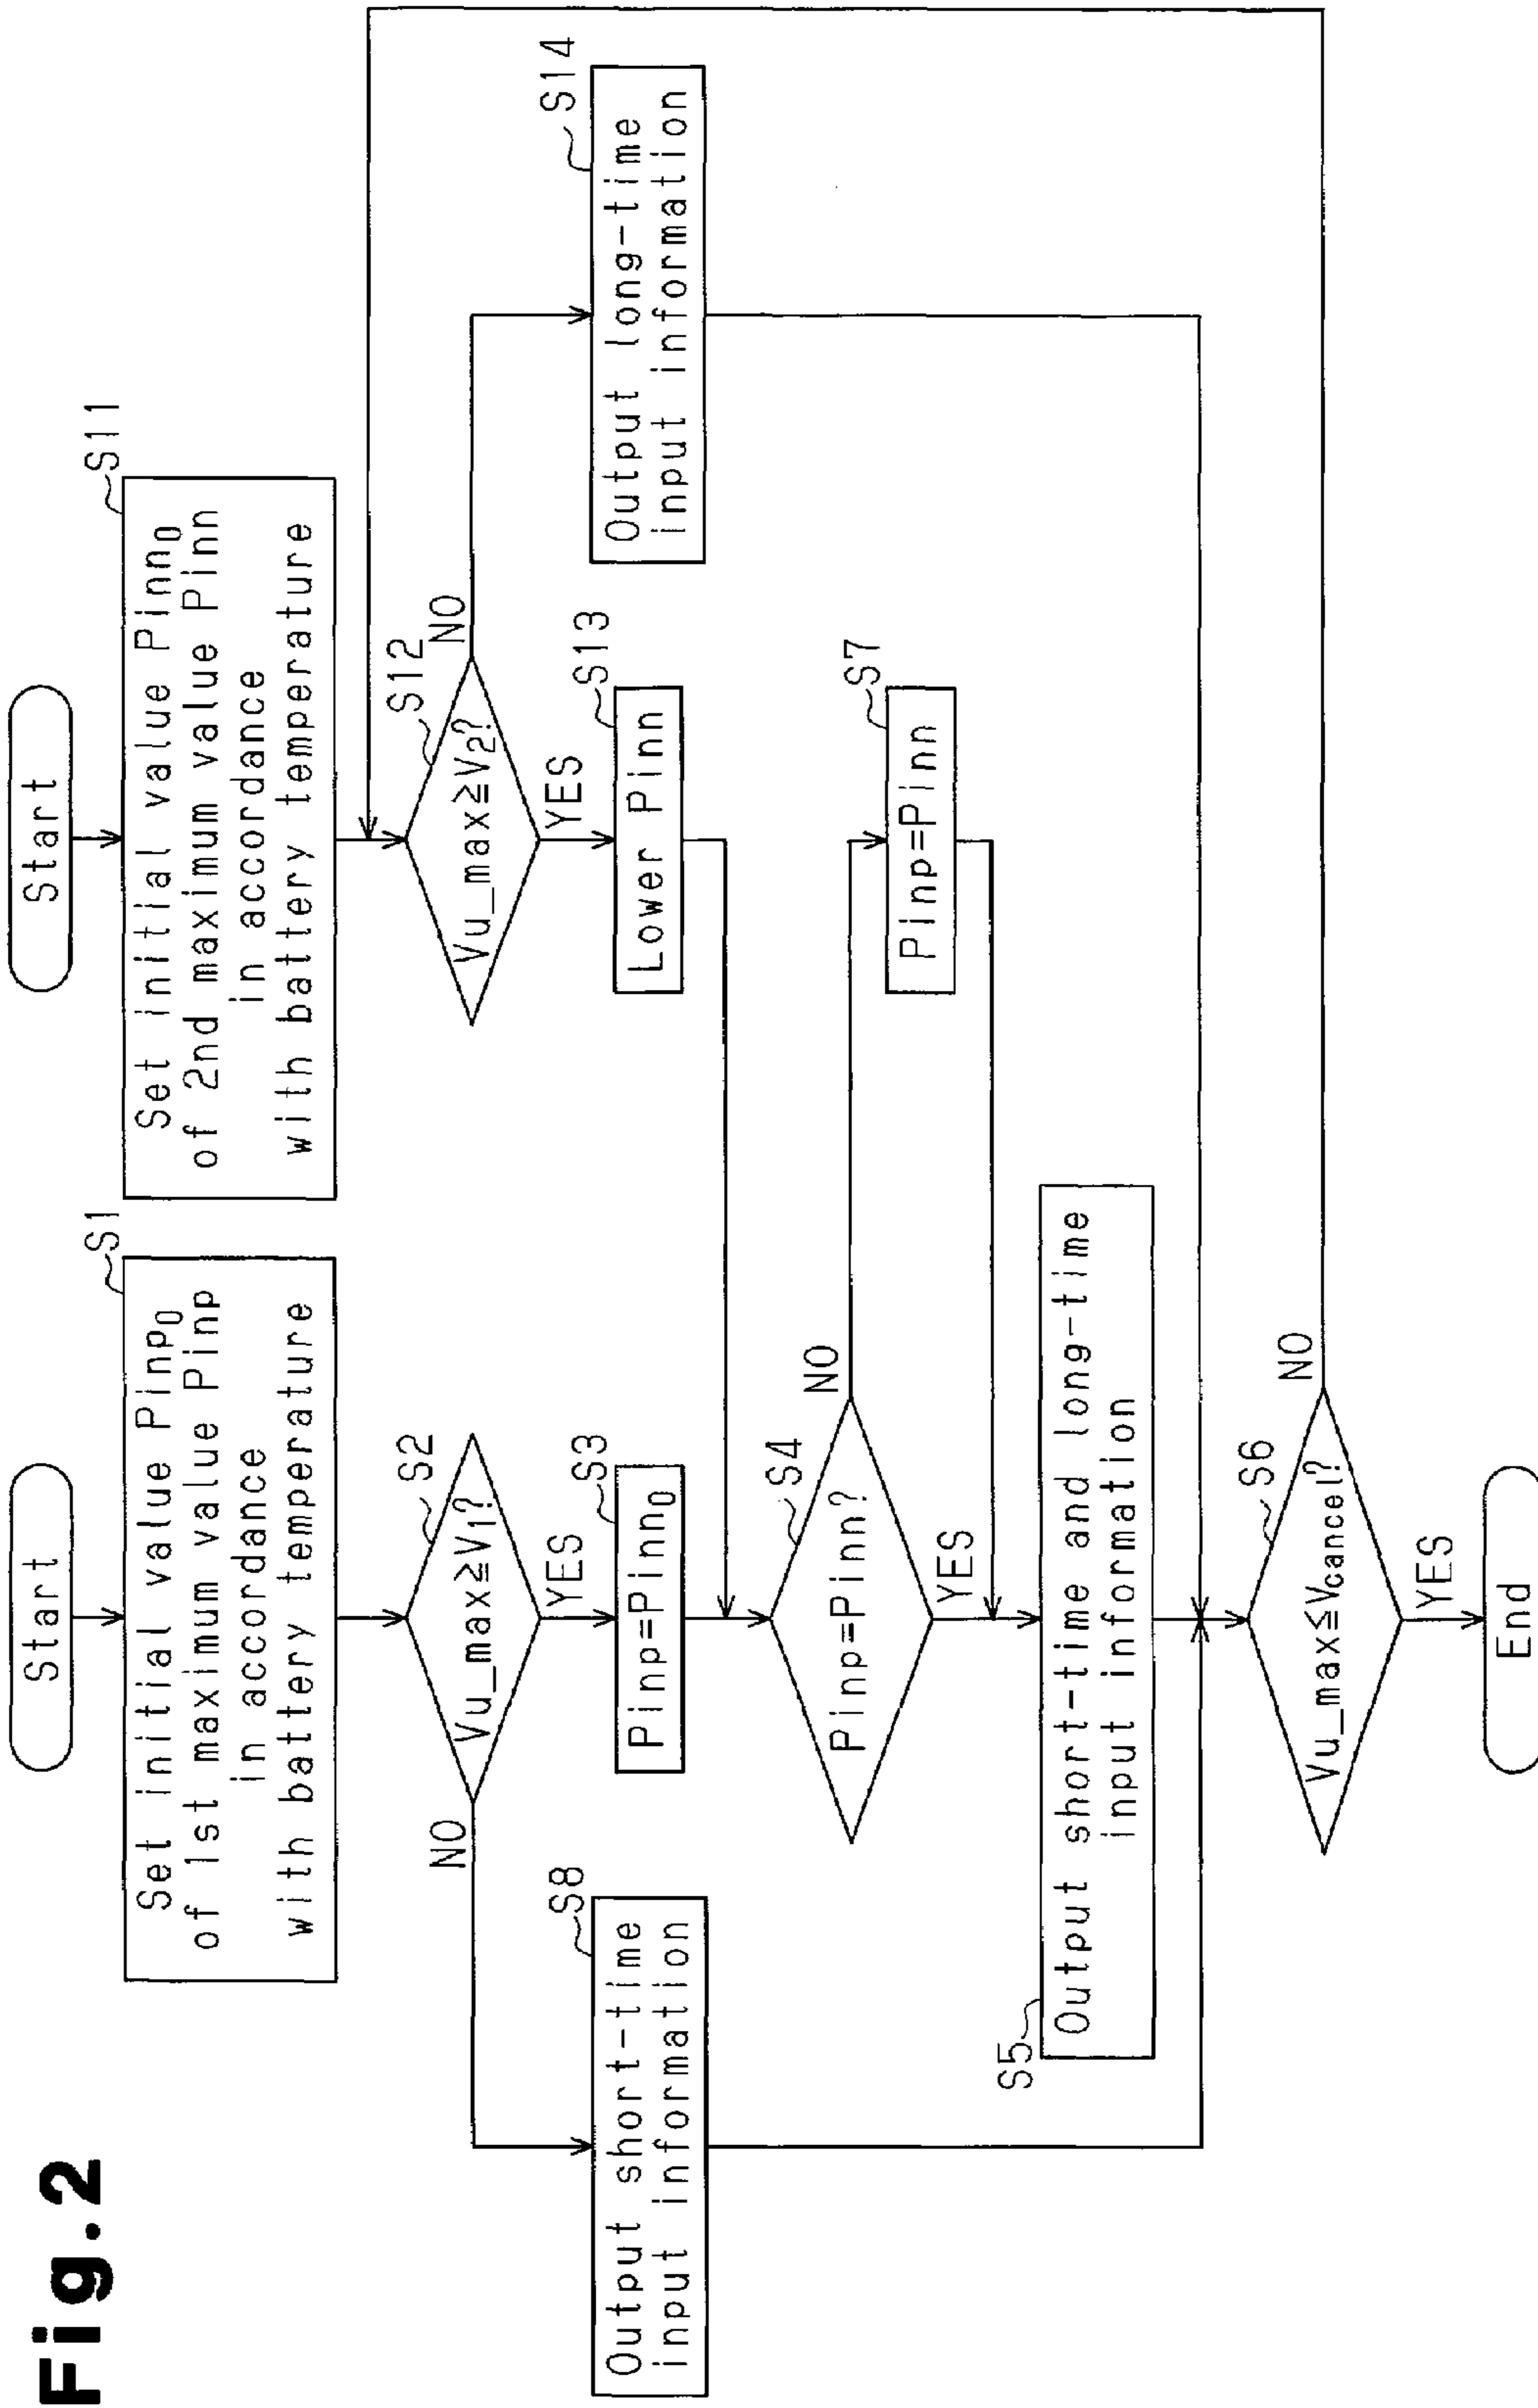 Fig.2
Start
S1
Set initial value Pinp₀
of 1st maximum value Pinp
in accordance
with battery temperature
S2
Vu_max≧V₁?
NO
YES
S3
Pinp=Pinn₀
S8
Output short-time
input information
S4
Pinp=Pinn?
NO
YES
S5
Output short-time and long-time
input information
S6
Vu_max≦Vcancel?
NO
YES
End
Start
S11
Set initial value Pinn₀
of 2nd maximum value Pinn
in accordance
with battery temperature
S12
Vu_max≧V₂?
NO
YES
S13
Lower Pinn
S14
Output long-time
input information
S7
Pinp=Pinn